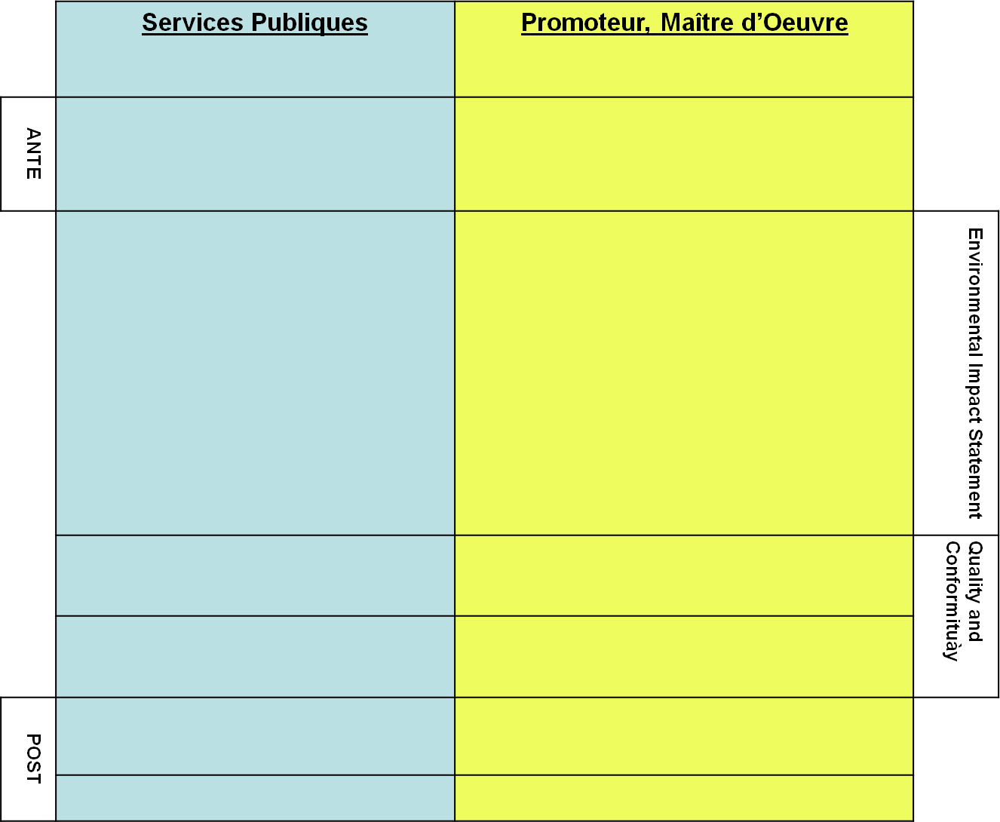 Services Publiques
Promoteur, Maître d’Oeuvre
ANTE
Environmental Impact Statement
Quality and
Conformituày
POST